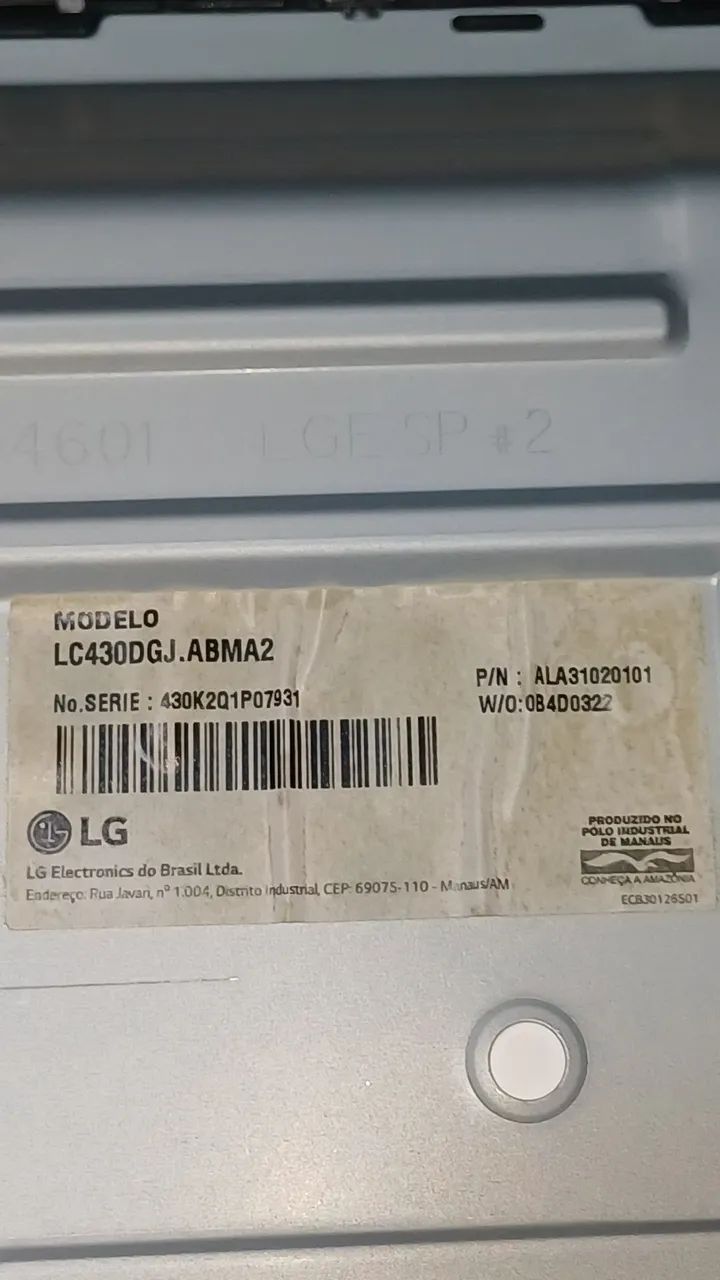 4601 LGE SP #2
MODELO
LC430DGJ.ABMA2
No.SERIE : 430K2Q1P07931
P/N : ALA31020101
W/O:0B4D0322
LG
LG Electronics do Brasil Ltda.
Endereço: Rua Javari, nº 1.004, Distrito Industrial, CEP: 69075-110 - Manaus/AM
PRODUZIDO NO
PÓLO INDUSTRIAL
DE MANAUS
CONHEÇA A AMAZÔNIA
ECB30126501